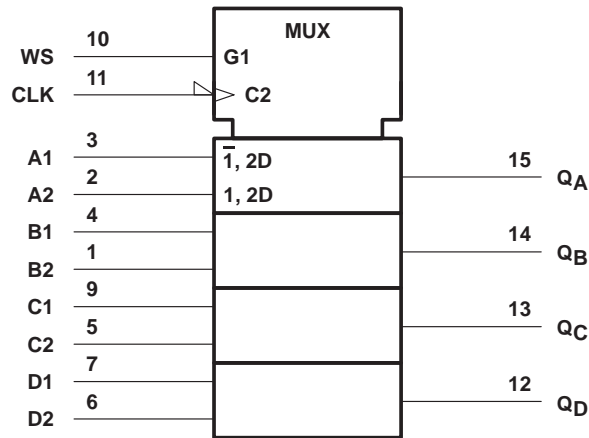 MUX
WS 10 G1
CLK 11 C2
A1 3 1̅, 2D 15 QA
A2 2 1, 2D
B1 4 14 QB
B2 1
C1 9 13 QC
C2 5
D1 7 12 QD
D2 6